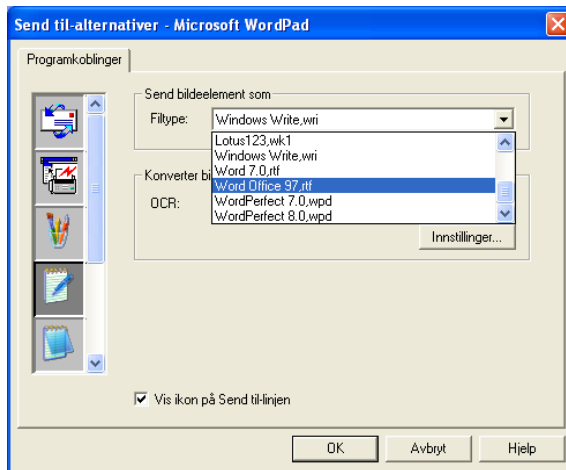 Send til-alternativer - Microsoft WordPad
Programkoblinger
Send bildeelement som
Filtype: Windows Write,wri
Lotus123,wk1
Windows Write,wri
Word 7.0,rtf
Konverter bi
Word Office 97,rtf
OCR:
WordPerfect 7.0,wpd
WordPerfect 8.0,wpd
Innstillinger...
Vis ikon på Send til-linjen
OK Avbryt Hjelp